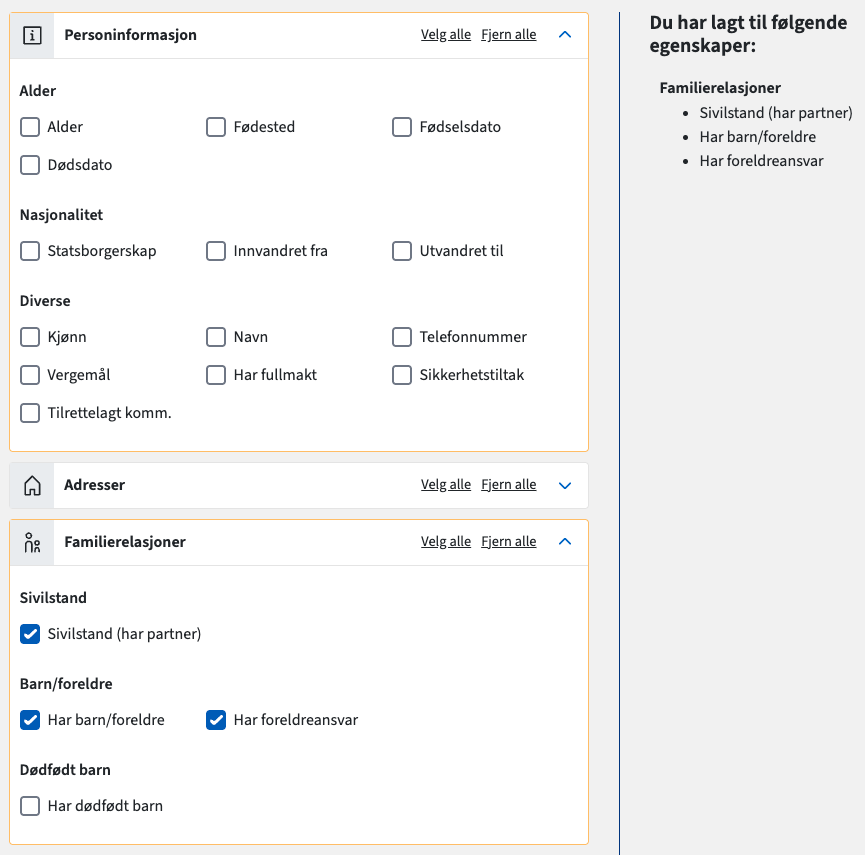 Personinformasjon Velg alle Fjern alle
Alder
Alder Fødested Fødselsdato
Dødsdato
Nasjonalitet
Statsborgerskap Innvandret fra Utvandret til
Diverse
Kjønn Navn Telefonnummer
Vergemål Har fullmakt Sikkerhetstiltak
Tilrettelagt komm.
Adresser Velg alle Fjern alle
Familierelasjoner Velg alle Fjern alle
Sivilstand
Sivilstand (har partner)
Barn/foreldre
Har barn/foreldre Har foreldreansvar
Dødfødt barn
Har dødfødt barn
Du har lagt til følgende
egenskaper:
Familierelasjoner
• Sivilstand (har partner)
• Har barn/foreldre
• Har foreldreansvar